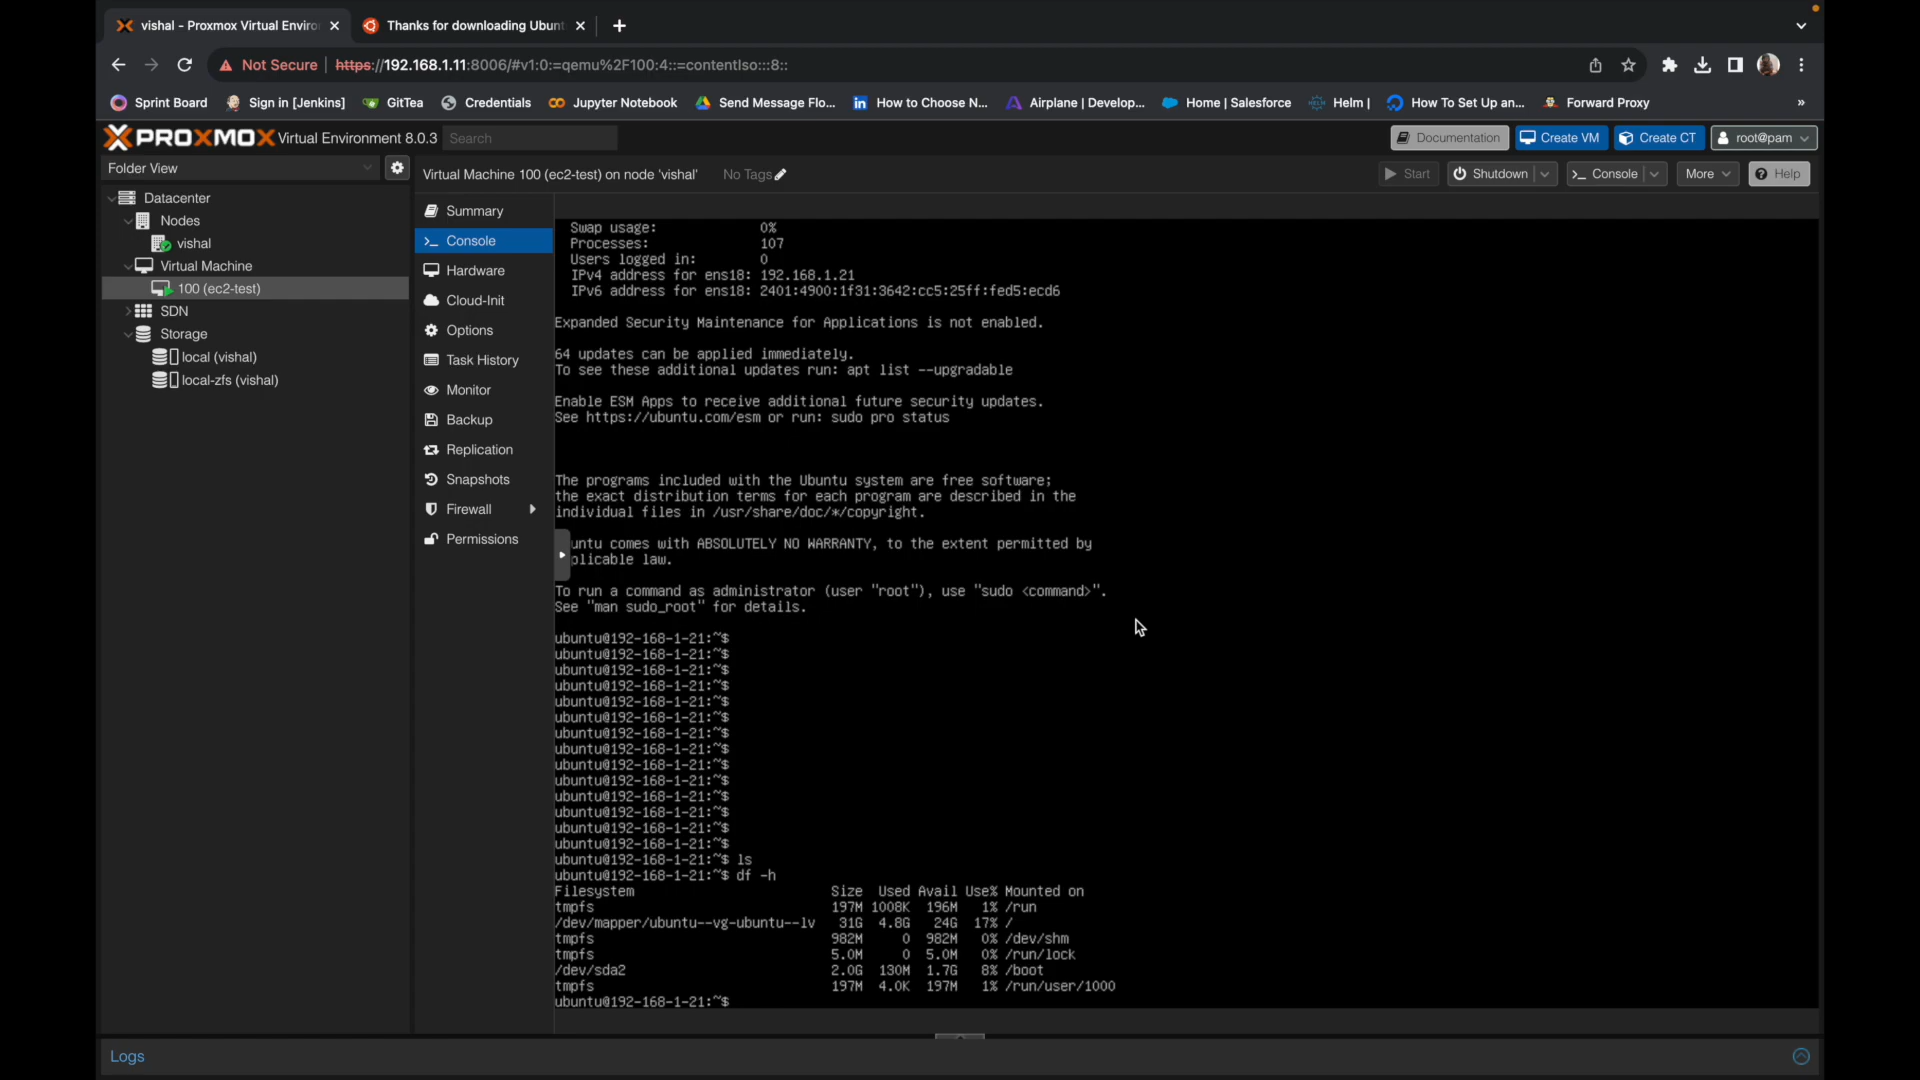 vishal - Proxmox Virtual Enviro
Thanks for downloading Ubunt
Not Secure
https://192.168.1.11:8006/#v1:0:=qemu%2F100:4::=contentIso:::8::
Sprint Board
Sign in [Jenkins]
GitTea
Credentials
Jupyter Notebook
Send Message Flo...
How to Choose N...
Airplane | Develop...
Home | Salesforce
Helm |
How To Set Up an...
Forward Proxy
»
PROXMOX Virtual Environment 8.0.3
Search
Documentation
Create VM
Create CT
root@pam
Folder View
Virtual Machine 100 (ec2-test) on node 'vishal'
No Tags
Start
Shutdown
Console
More
Help
Datacenter
Nodes
vishal
Virtual Machine
100 (ec2-test)
SDN
Storage
local (vishal)
local-zfs (vishal)
Summary
Console
Hardware
Cloud-Init
Options
Task History
Monitor
Backup
Replication
Snapshots
Firewall
Permissions
Swap usage: 0%
Processes: 107
Users logged in: 0
IPv4 address for ens18: 192.168.1.21
IPv6 address for ens18: 2401:4900:1f31:3642:cc5:25ff:fed5:ecd6
Expanded Security Maintenance for Applications is not enabled.
64 updates can be applied immediately.
To see these additional updates run: apt list --upgradable
Enable ESM Apps to receive additional future security updates.
See https://ubuntu.com/esm or run: sudo pro status
The programs included with the Ubuntu system are free software;
the exact distribution terms for each program are described in the
individual files in /usr/share/doc/*/copyright.
untu comes with ABSOLUTELY NO WARRANTY, to the extent permitted by
plicable law.
To run a command as administrator (user "root"), use "sudo <command>".
See "man sudo_root" for details.
ubuntu@192-168-1-21:~$
ubuntu@192-168-1-21:~$
ubuntu@192-168-1-21:~$
ubuntu@192-168-1-21:~$
ubuntu@192-168-1-21:~$
ubuntu@192-168-1-21:~$
ubuntu@192-168-1-21:~$
ubuntu@192-168-1-21:~$
ubuntu@192-168-1-21:~$
ubuntu@192-168-1-21:~$
ubuntu@192-168-1-21:~$
ubuntu@192-168-1-21:~$
ubuntu@192-168-1-21:~$
ubuntu@192-168-1-21:~$
ubuntu@192-168-1-21:~$ ls
ubuntu@192-168-1-21:~$ df -h
Filesystem Size Used Avail Use% Mounted on
tmpfs 197M 1008K 196M 1% /run
/dev/mapper/ubuntu--vg-ubuntu--lv 31G 4.8G 24G 17% /
tmpfs 982M 0 982M 0% /dev/shm
tmpfs 5.0M 0 5.0M 0% /run/lock
/dev/sda2 2.0G 130M 1.7G 8% /boot
tmpfs 197M 4.0K 197M 1% /run/user/1000
ubuntu@192-168-1-21:~$
Logs